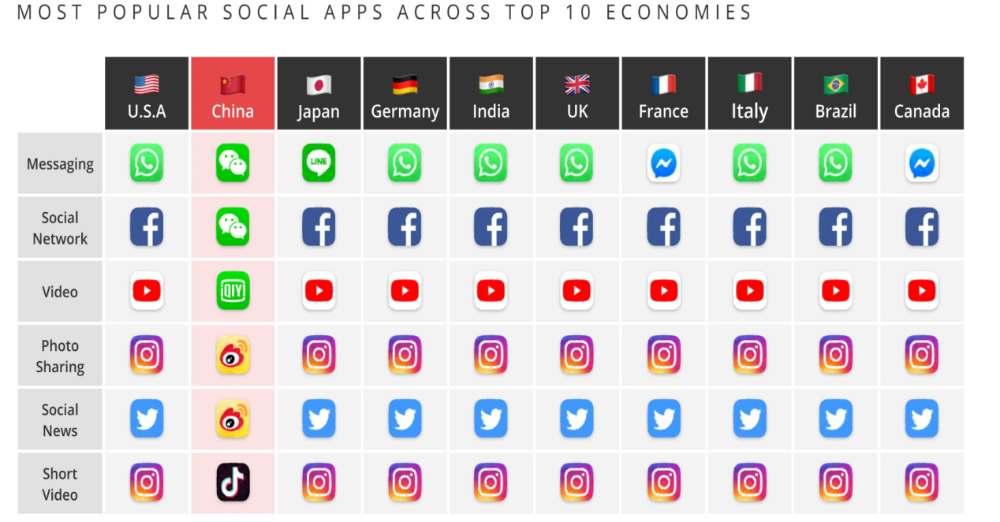 MOST POPULAR SOCIAL APPS ACROSS TOP 10 ECONOMIES
U.S.A China Japan Germany India UK France Italy Brazil Canada
Messaging
LINE
Social
Network
Video
iQIYI
Photo
Sharing
Social
News
Short
Video